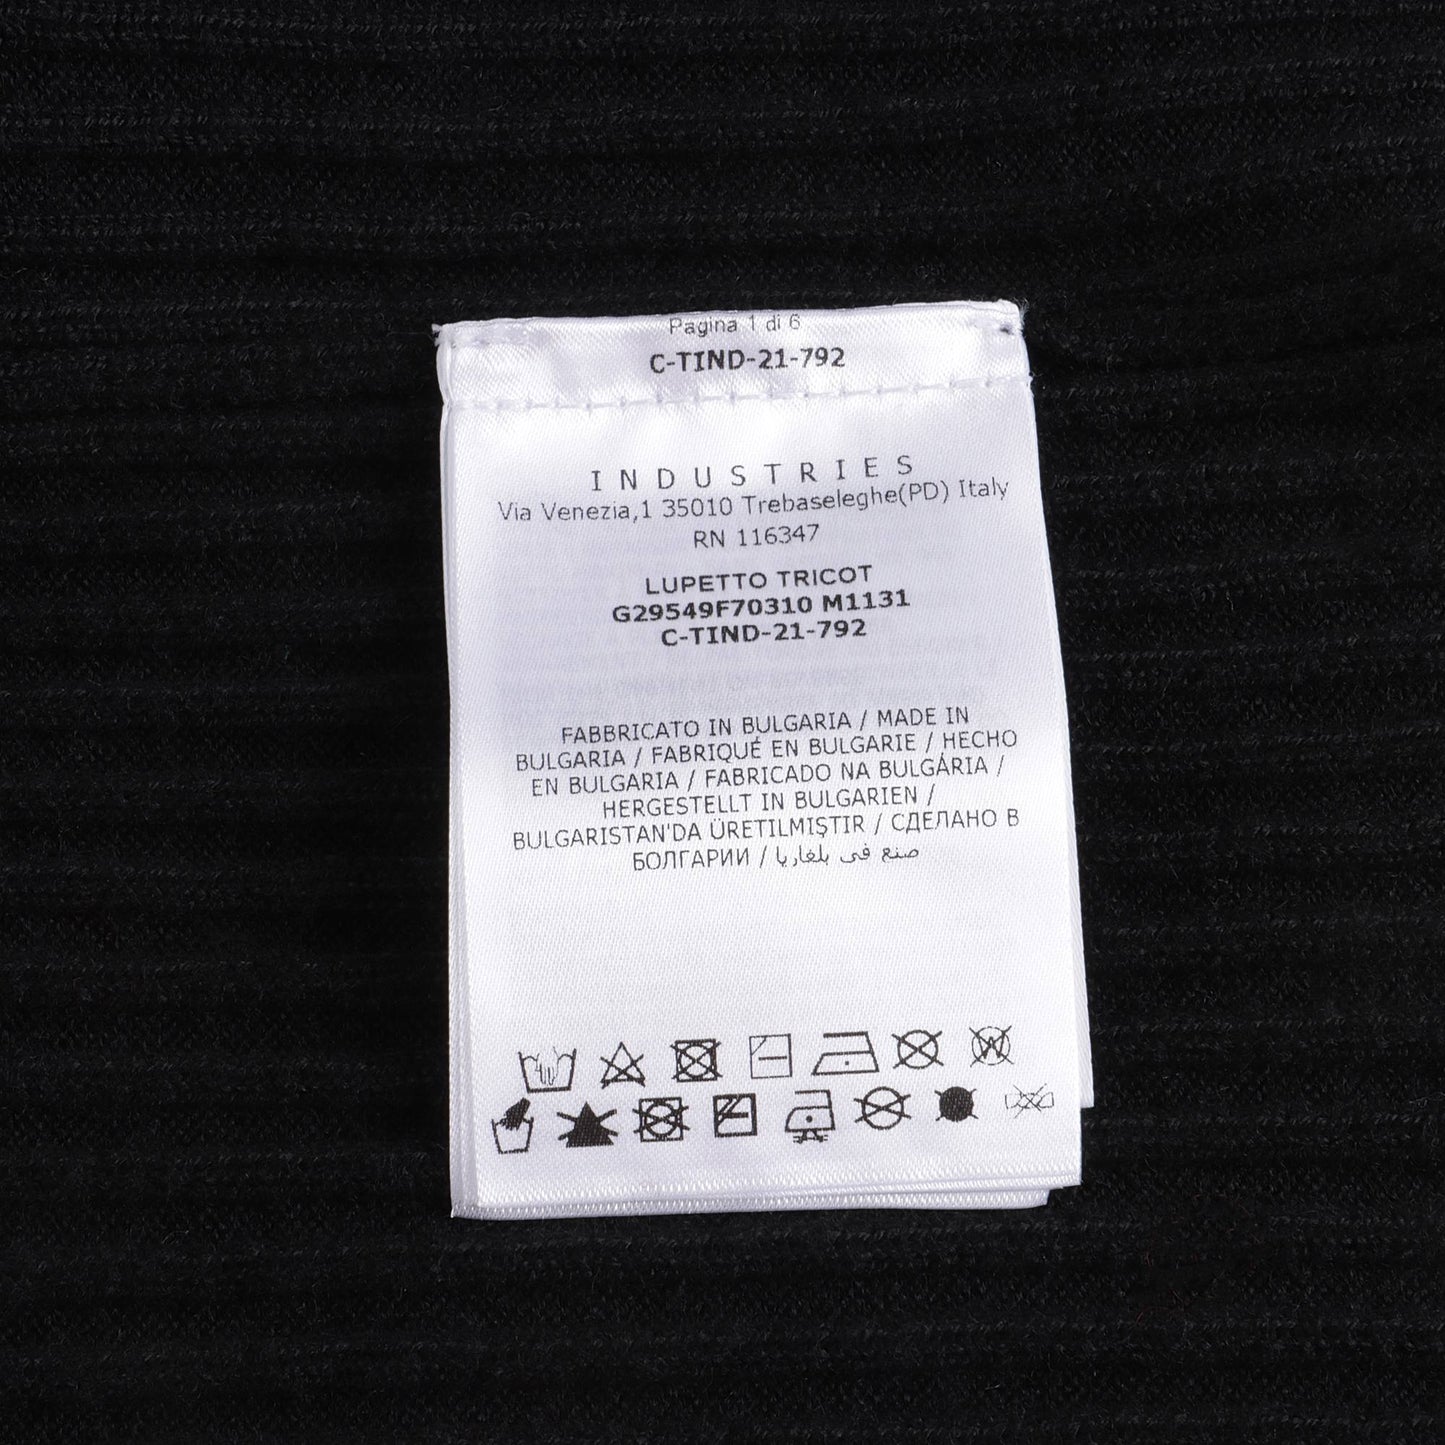 Pagina 1 di 6
C-TIND-21-792
INDUSTRIES
Via Venezia,1 35010 Trebaseleghe(PD) Italy
RN 116347
LUPETTO TRICOT
G29549F70310 M1131
C-TIND-21-792
FABBRICATO IN BULGARIA / MADE IN
BULGARIA / FABRIQUÉ EN BULGARIE / HECHO
EN BULGARIA / FABRICADO NA BULGÁRIA /
HERGESTELLT IN BULGARIEN /
BULGARISTAN'DA ÜRETILMIŞTIR / СДЕЛАНО В
БОЛГАРИИ / صنع في بلغاريا